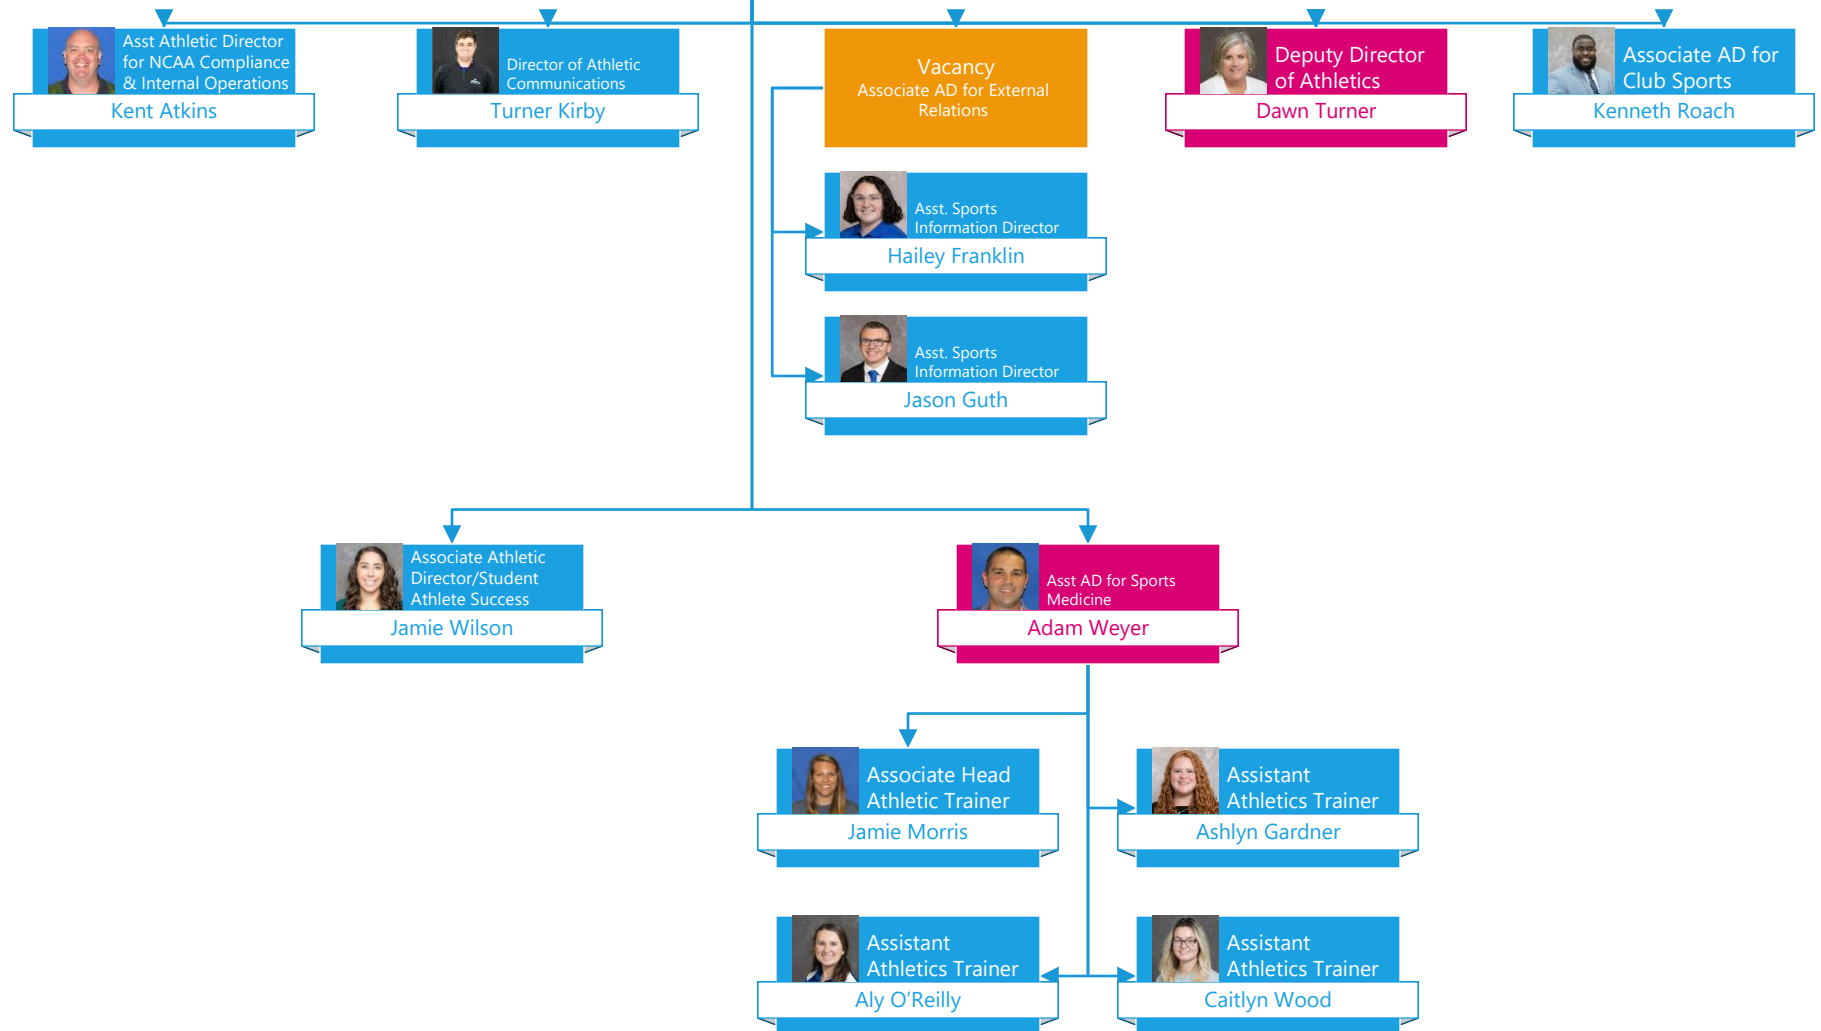 Asst Athletic Director
for NCAA Compliance
& Internal Operations
Kent Atkins
Director of Athletic
Communications
Turner Kirby
Vacancy
Associate AD for External
Relations
Deputy Director
of Athletics
Dawn Turner
Associate AD for
Club Sports
Kenneth Roach
Asst. Sports
Information Director
Hailey Franklin
Asst. Sports
Information Director
Jason Guth
Associate Athletic
Director/Student
Athlete Success
Jamie Wilson
Asst AD for Sports
Medicine
Adam Weyer
Associate Head
Athletic Trainer
Jamie Morris
Assistant
Athletics Trainer
Ashlyn Gardner
Assistant
Athletics Trainer
Aly O’Reilly
Assistant
Athletics Trainer
Caitlyn Wood